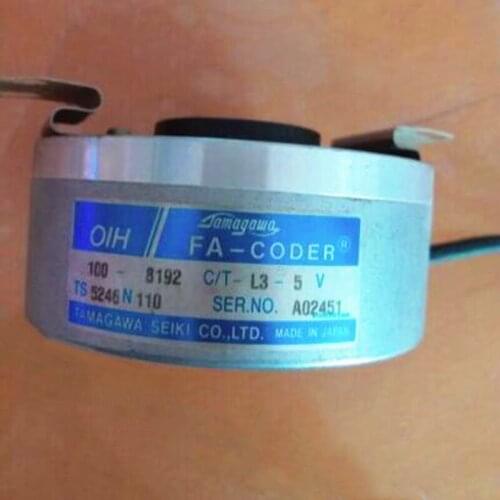 OIH / Tamagawa
FA-CODER®
100 - 8192 C/T- L3 - 5 V
TS 5246 N 110 SER.NO. A02451
TAMAGAWA SEIKI CO.,LTD. MADE IN JAPAN